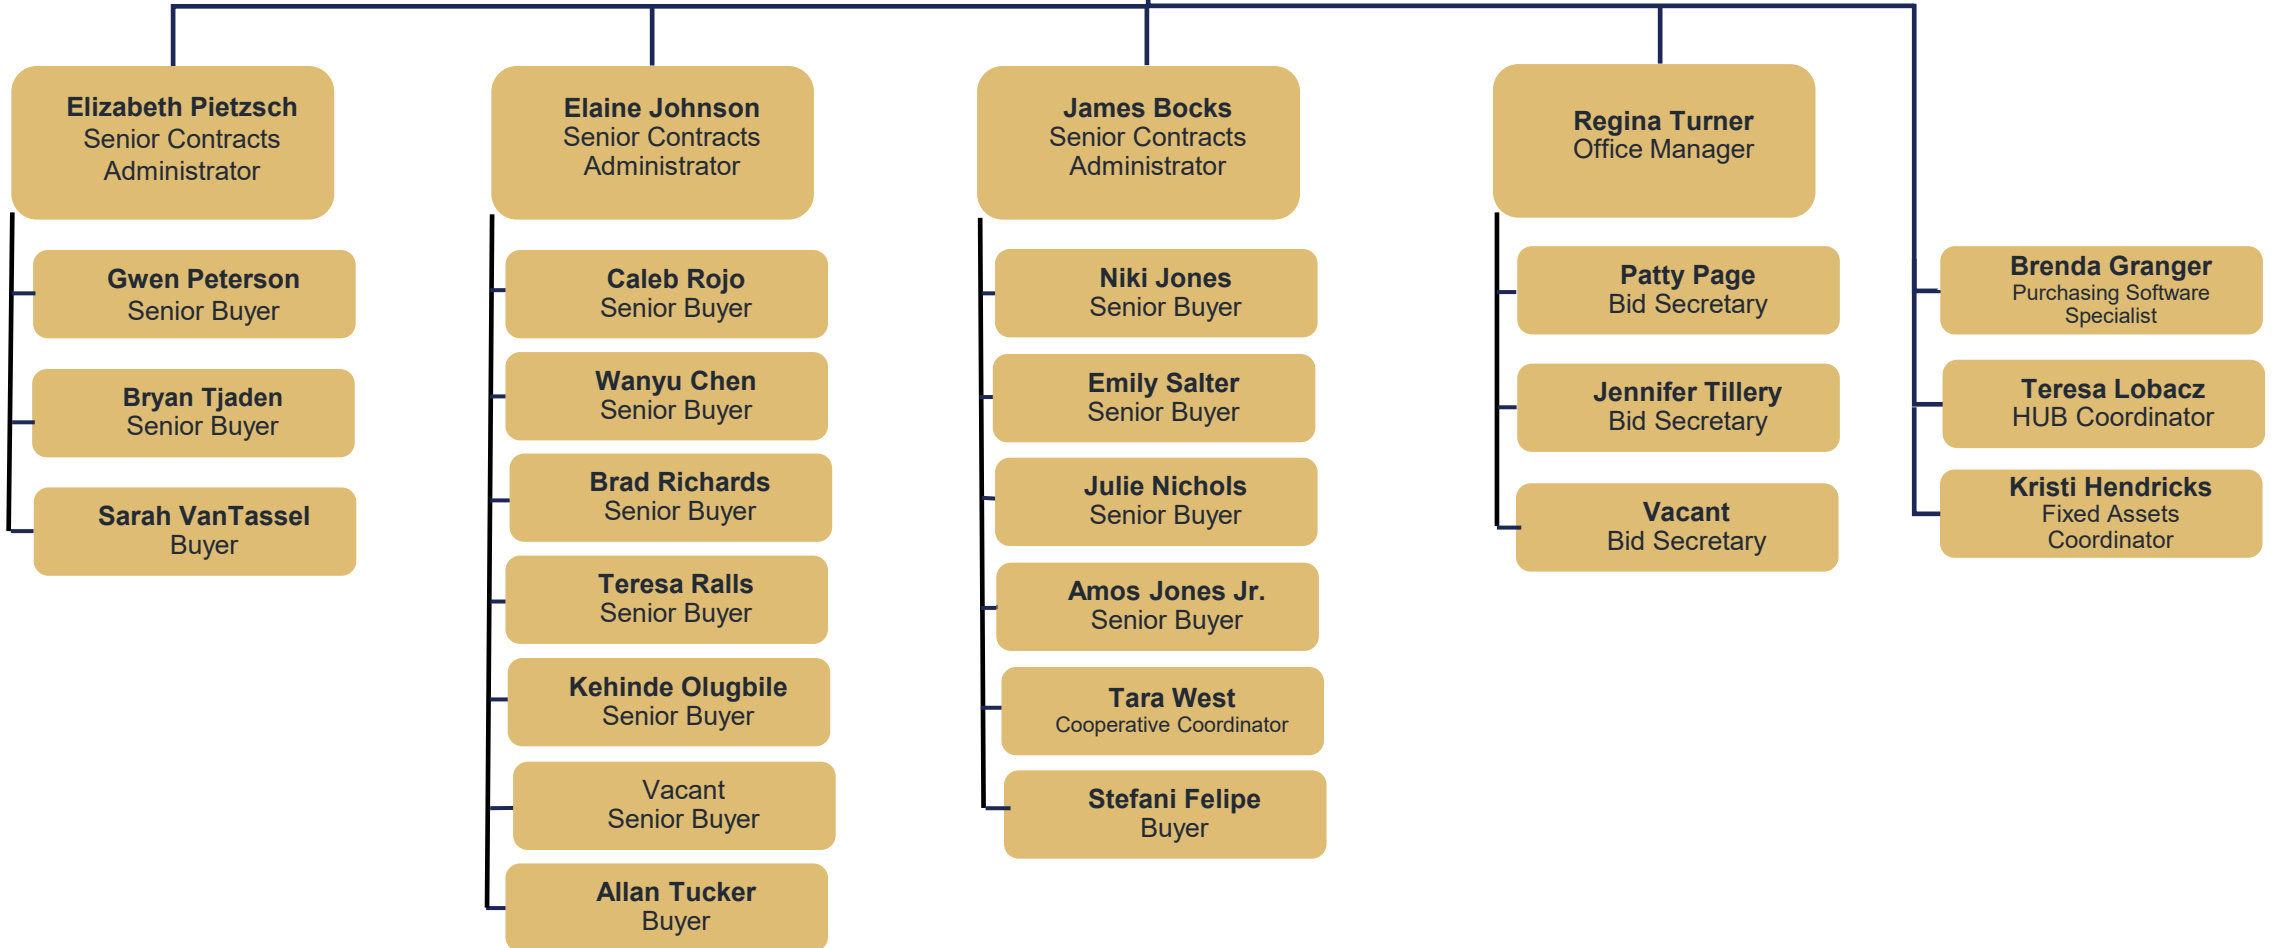 Elizabeth Pietzsch
Senior Contracts
Administrator
Gwen Peterson
Senior Buyer
Bryan Tjaden
Senior Buyer
Sarah VanTassel
Buyer
Elaine Johnson
Senior Contracts
Administrator
Caleb Rojo
Senior Buyer
Wanyu Chen
Senior Buyer
Brad Richards
Senior Buyer
Teresa Ralls
Senior Buyer
Kehinde Olugbile
Senior Buyer
Vacant
Senior Buyer
Allan Tucker
Buyer
James Bocks
Senior Contracts
Administrator
Niki Jones
Senior Buyer
Emily Salter
Senior Buyer
Julie Nichols
Senior Buyer
Amos Jones Jr.
Senior Buyer
Tara West
Cooperative Coordinator
Stefani Felipe
Buyer
Regina Turner
Office Manager
Patty Page
Bid Secretary
Jennifer Tillery
Bid Secretary
Vacant
Bid Secretary
Brenda Granger
Purchasing Software
Specialist
Teresa Lobacz
HUB Coordinator
Kristi Hendricks
Fixed Assets
Coordinator